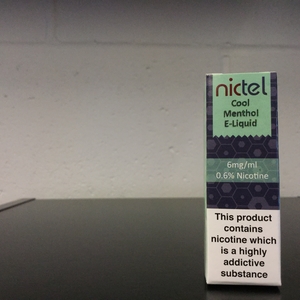 nictel
Cool
Menthol
E-Liquid
6mg/ml
0.6% Nicotine
This product
contains
nicotine which
is a highly
addictive
substance